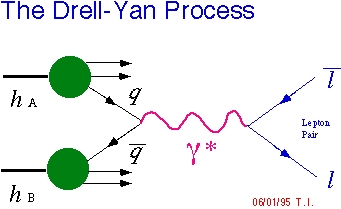 The Drell-Yan Process
h A
q
l̅
Lepton
Pair
γ*
q̅
h B
l
06/01/95 T.I.